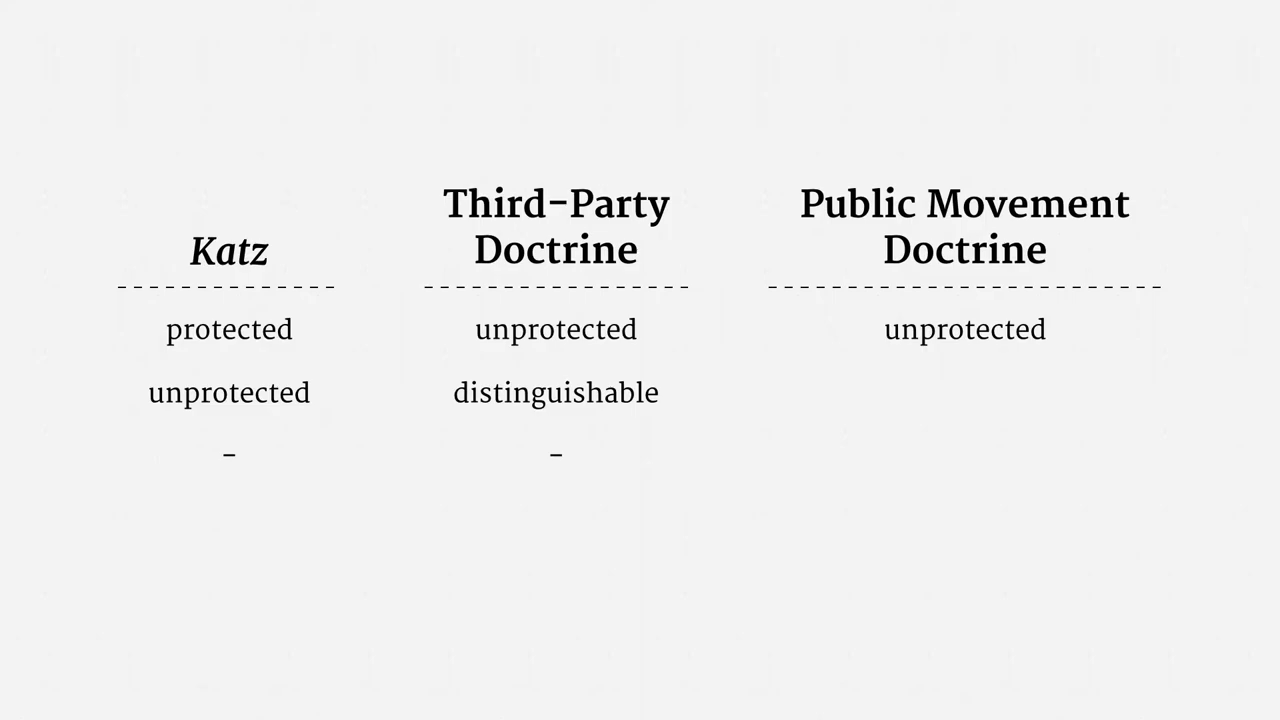 Katz
Third-Party
Doctrine
Public Movement
Doctrine
protected unprotected unprotected
unprotected distinguishable
– –